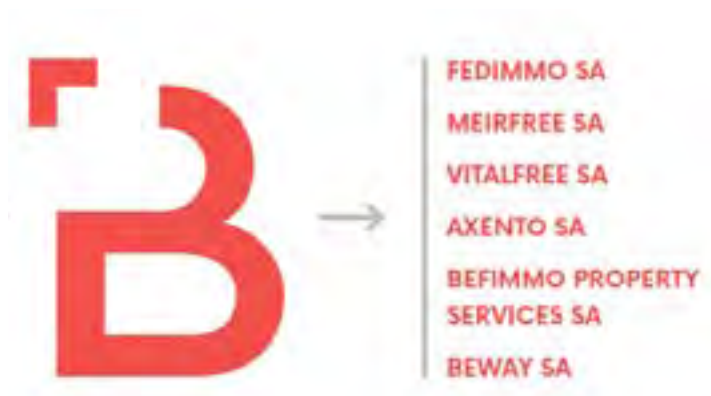 B
FEDIMMO SA
MEIRFREE SA
VITALFREE SA
AXENTO SA
BEFIMMO PROPERTY
SERVICES SA
BEWAY SA